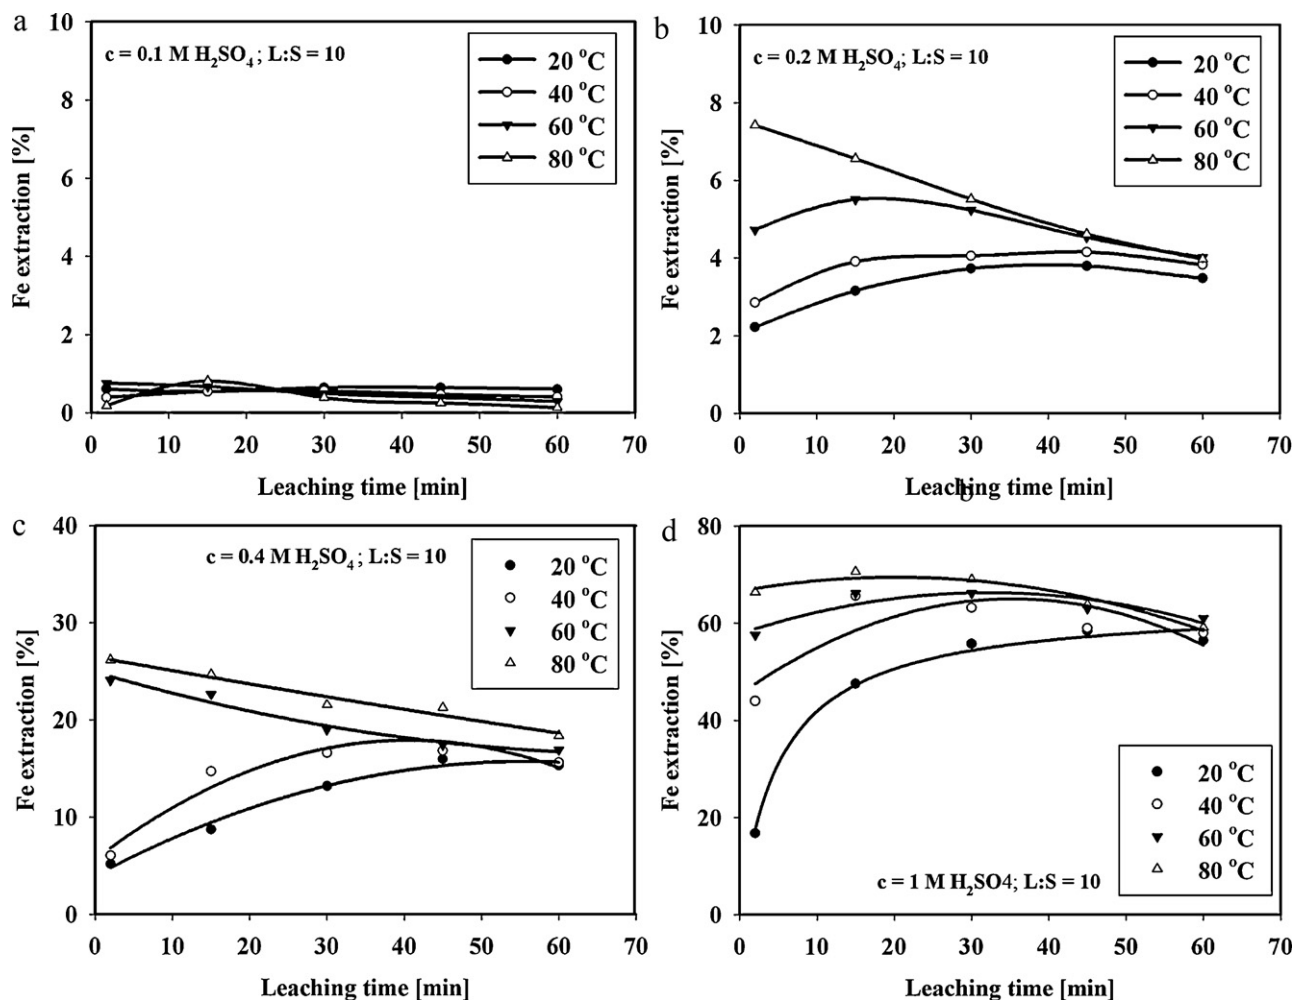 a
c = 0.1 M H₂SO₄ ; L:S = 10
20 °C
40 °C
60 °C
80 °C
10
8
6
4
2
0
Fe extraction [%]
0 10 20 30 40 50 60 70
Leaching time [min]
b
c = 0.2 M H₂SO₄; L:S = 10
20 °C
40 °C
60 °C
80 °C
10
8
6
4
2
0
Fe extraction [%]
0 10 20 30 40 50 60 70
Leaching time [min]
b
c
c = 0.4 M H₂SO₄ ; L:S = 10
20 °C
40 °C
60 °C
80 °C
40
30
20
10
0
Fe extraction [%]
0 10 20 30 40 50 60 70
Leaching time [min]
d
80
60
40
20
0
Fe extraction [%]
20 °C
40 °C
60 °C
80 °C
c = 1 M H₂SO4; L:S = 10
0 10 20 30 40 50 60 70
Leaching time [min]